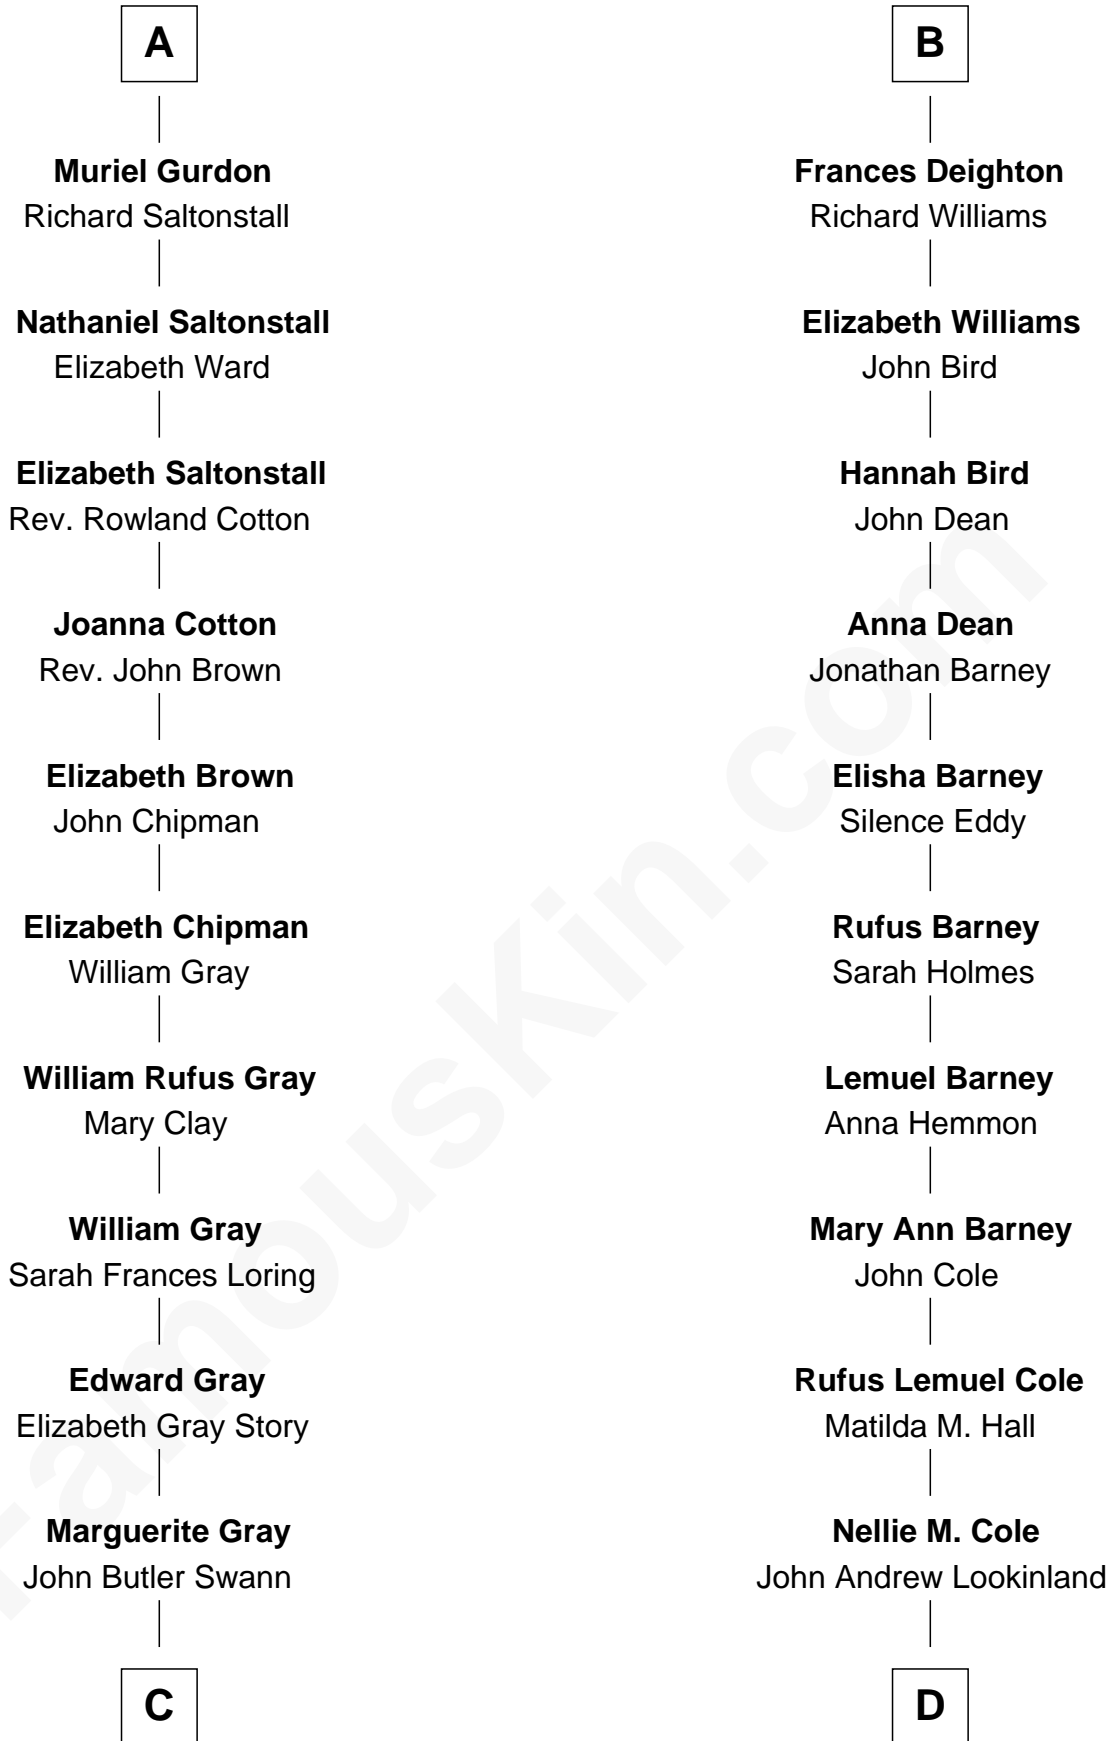 A
Muriel Gurdon
Richard Saltonstall
Nathaniel Saltonstall
Elizabeth Ward
Elizabeth Saltonstall
Rev. Rowland Cotton
Joanna Cotton
Rev. John Brown
Elizabeth Brown
John Chipman
Elizabeth Chipman
William Gray
William Rufus Gray
Mary Clay
William Gray
Sarah Frances Loring
Edward Gray
Elizabeth Gray Story
Marguerite Gray
John Butler Swann
C
B
Frances Deighton
Richard Williams
Elizabeth Williams
John Bird
Hannah Bird
John Dean
Anna Dean
Jonathan Barney
Elisha Barney
Silence Eddy
Rufus Barney
Sarah Holmes
Lemuel Barney
Anna Hemmon
Mary Ann Barney
John Cole
Rufus Lemuel Cole
Matilda M. Hall
Nellie M. Cole
John Andrew Lookinland
D
FamousKin.com